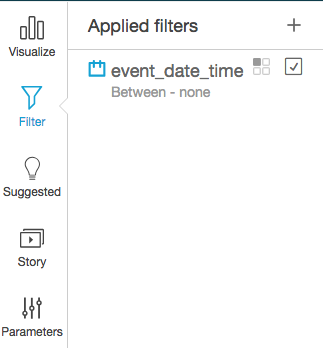 Applied filters
event_date_time
Between - none
Visualize
Filter
Suggested
Story
Parameters